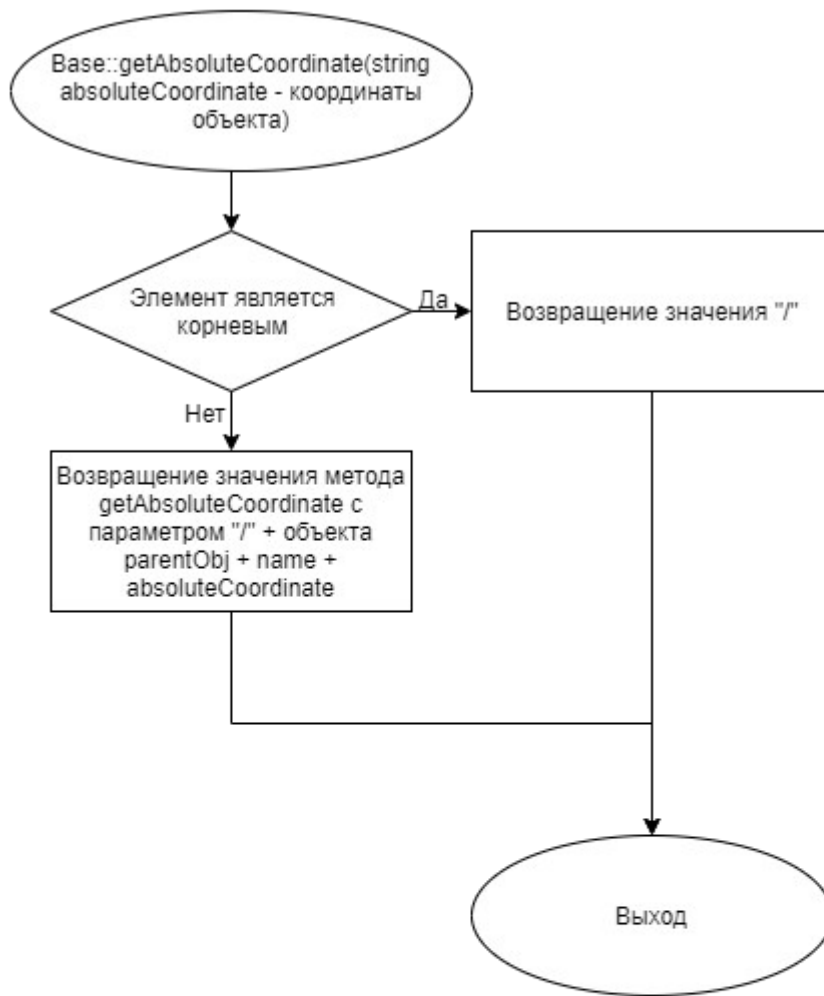 Base::getAbsoluteCoordinate(string
absoluteCoordinate - координаты
объекта)
Элемент является
корневым
Да
Возвращение значения "/"
Нет
Возвращение значения метода
getAbsoluteCoordinate с
параметром "/" + объекта
parentObj + name +
absoluteCoordinate
Выход